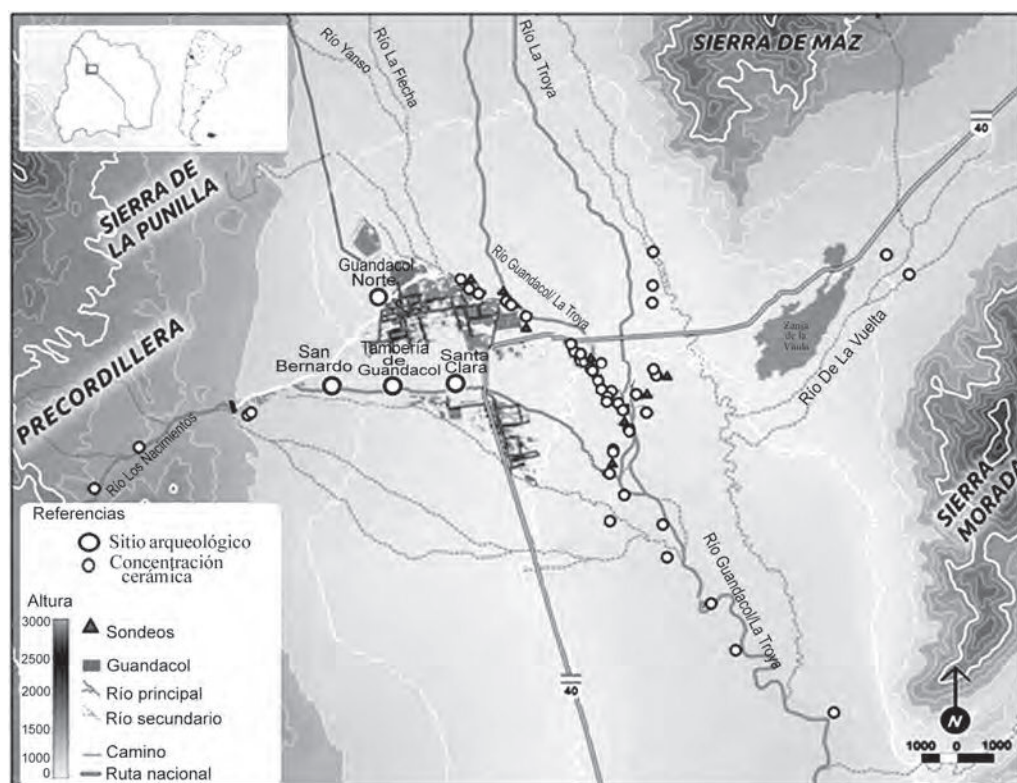 Río Yanso
Río La Flecha
Río La Troya
SIERRA DE MAZ
40
SIERRA DE
LA PUNILLA
Guandacol
Norte
Río Guandacol/ La Troya
Zanja
de la
Viuda
Río De La Vuelta
PRECORDILLERA
San
Bernardo
Tambería
de
Guandacol
Santa
Clara
Río Los Nacimientos
SIERRA
MORADA
Río Guandacol/La Troya
40
N
1000 0 1000
Referencias
Sitio arqueológico
Concentración
cerámica
Altura
3000
2500
2000
1500
1000
0
Sondeos
Guandacol
Río principal
Río secundario
Camino
Ruta nacional